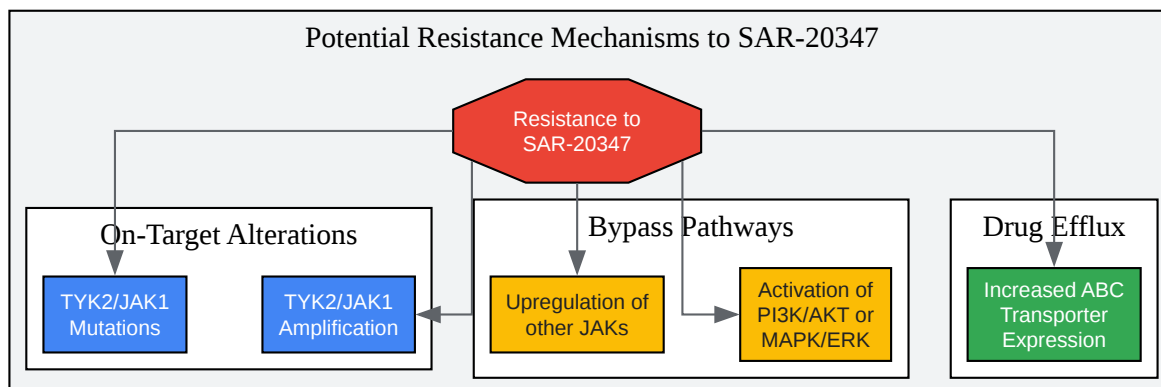 Potential Resistance Mechanisms to SAR-20347
Resistance to
SAR-20347
On-Target Alterations
TYK2/JAK1
Mutations
TYK2/JAK1
Amplification
Bypass Pathways
Upregulation of
other JAKs
Activation of
PI3K/AKT or
MAPK/ERK
Drug Efflux
Increased ABC
Transporter
Expression